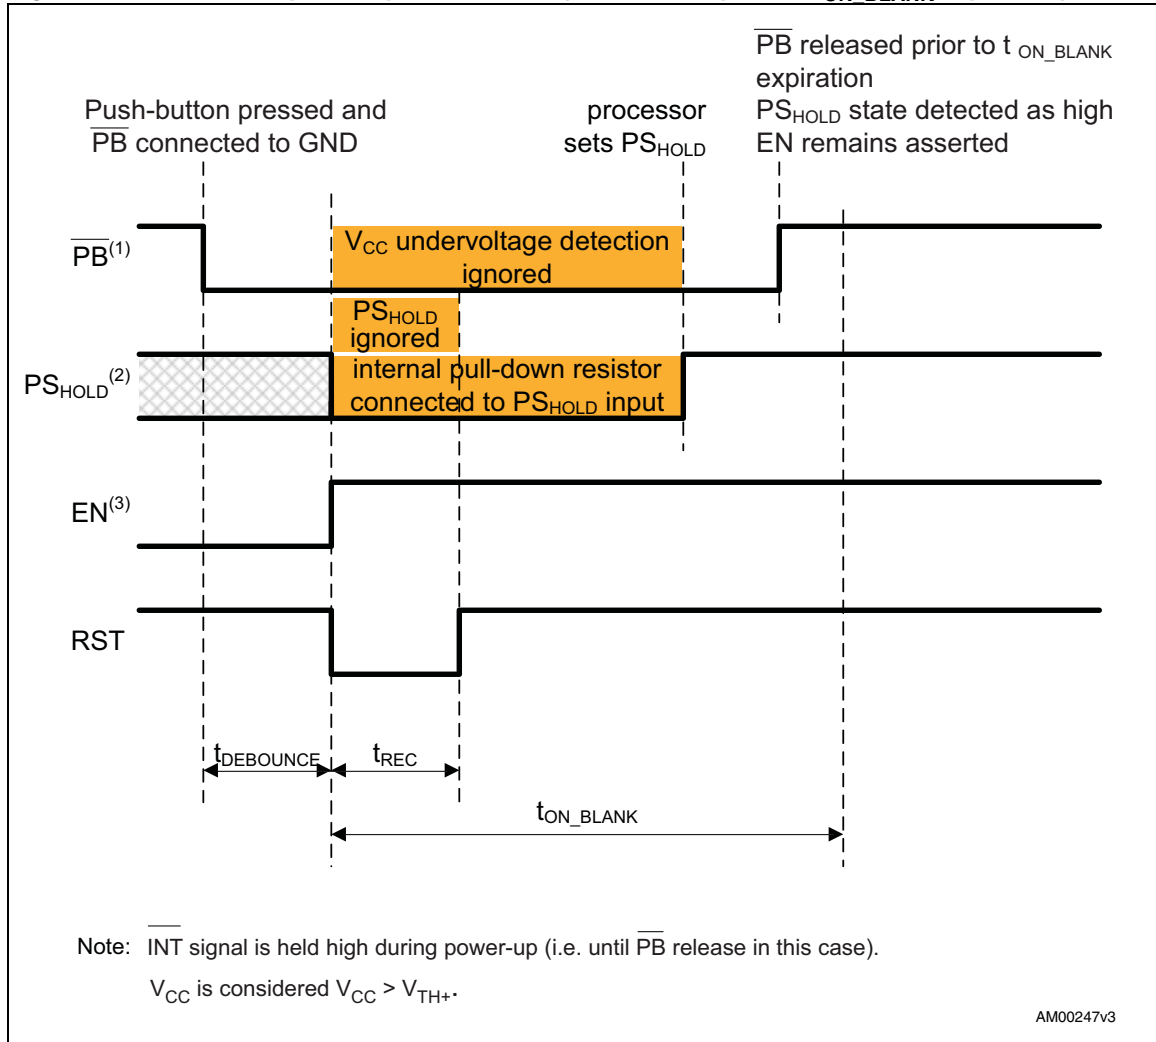 ON_BLANK
PB released prior to t ON_BLANK
expiration
Push-button pressed and
PB connected to GND
processor
sets PSHOLD
PSHOLD state detected as high
EN remains asserted
PB(1)
VCC undervoltage detection
ignored
PSHOLD
ignored
PSHOLD(2)
internal pull-down resistor
connected to PSHOLD input
EN(3)
RST
tDEBOUNCE
tREC
tON_BLANK
Note: INT signal is held high during power-up (i.e. until PB release in this case).
VCC is considered VCC > VTH+.
AM00247v3